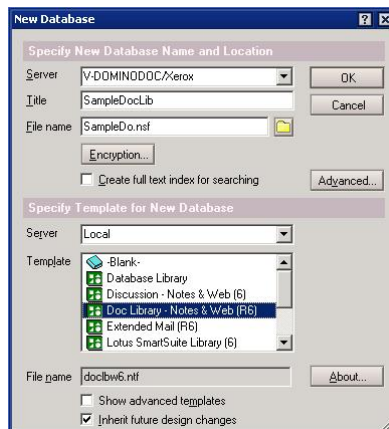 New Database
Specify New Database Name and Location
Server V-DOMINODOC/Xerox OK
Title SampleDocLib Cancel
File name SampleDo.nsf
Encryption...
Create full text index for searching Advanced...
Specify Template for New Database
Server Local
Template -Blank-
Database Library
Discussion - Notes & Web (6)
Doc Library - Notes & Web (R6)
Extended Mail (R6)
Lotus SmartSuite Library (6)
File name doclbw6.ntf About...
Show advanced templates
Inherit future design changes